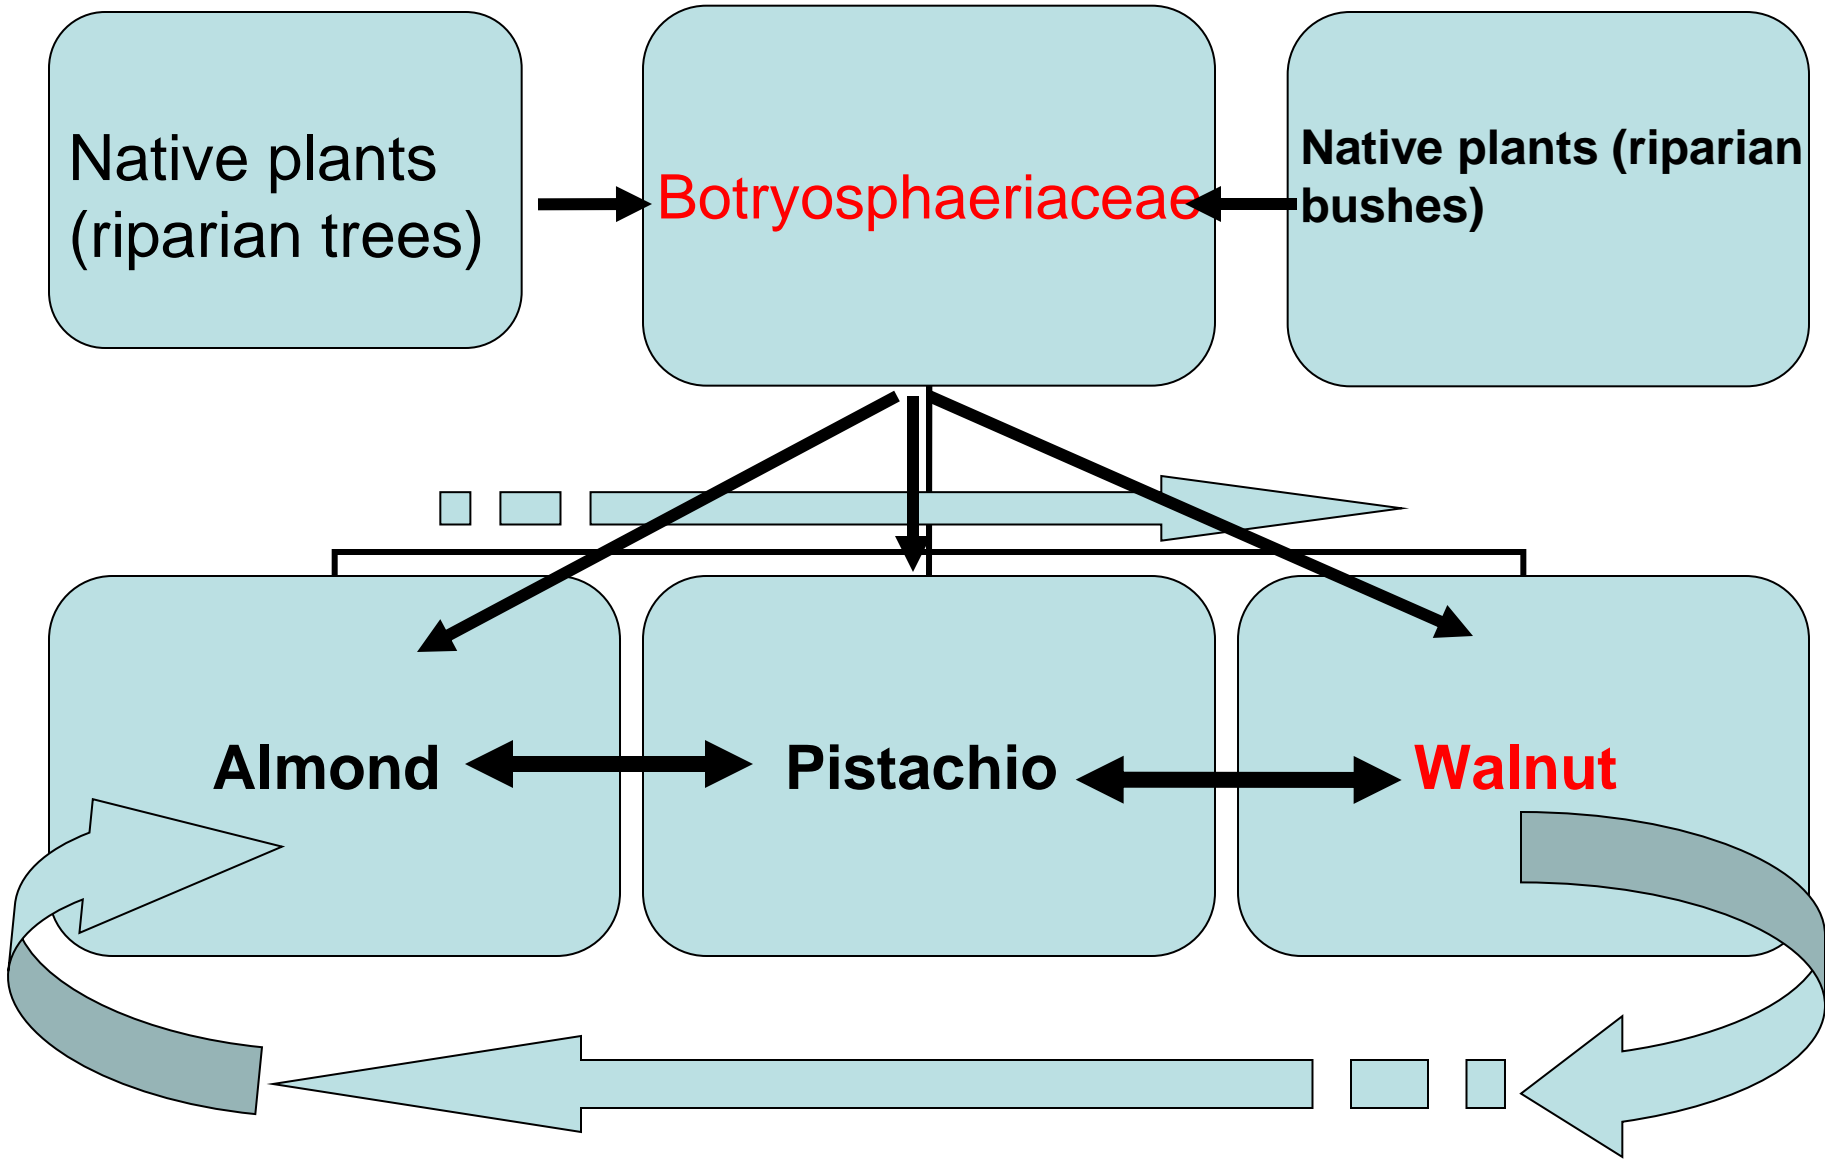 Native plants
(riparian trees)
Botryosphaeriaceae
Native plants (riparian
bushes)
Almond
Pistachio
Walnut